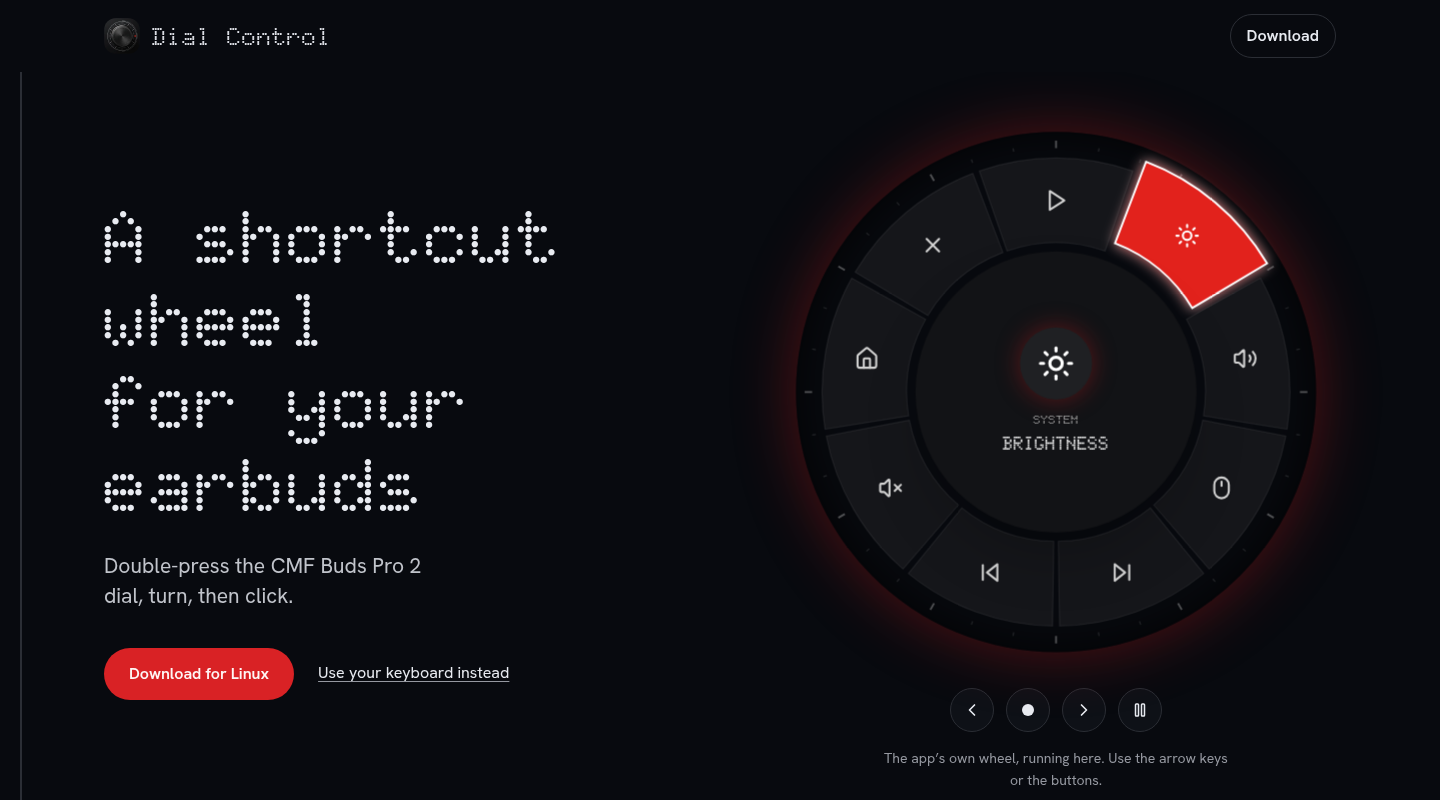 Dial Control
Download
A shortcut
wheel
for your
earbuds
Double-press the CMF Buds Pro 2
dial, turn, then click.
Download for Linux
Use your keyboard instead
SYSTEM
BRIGHTNESS
The app’s own wheel, running here. Use the arrow keys
or the buttons.